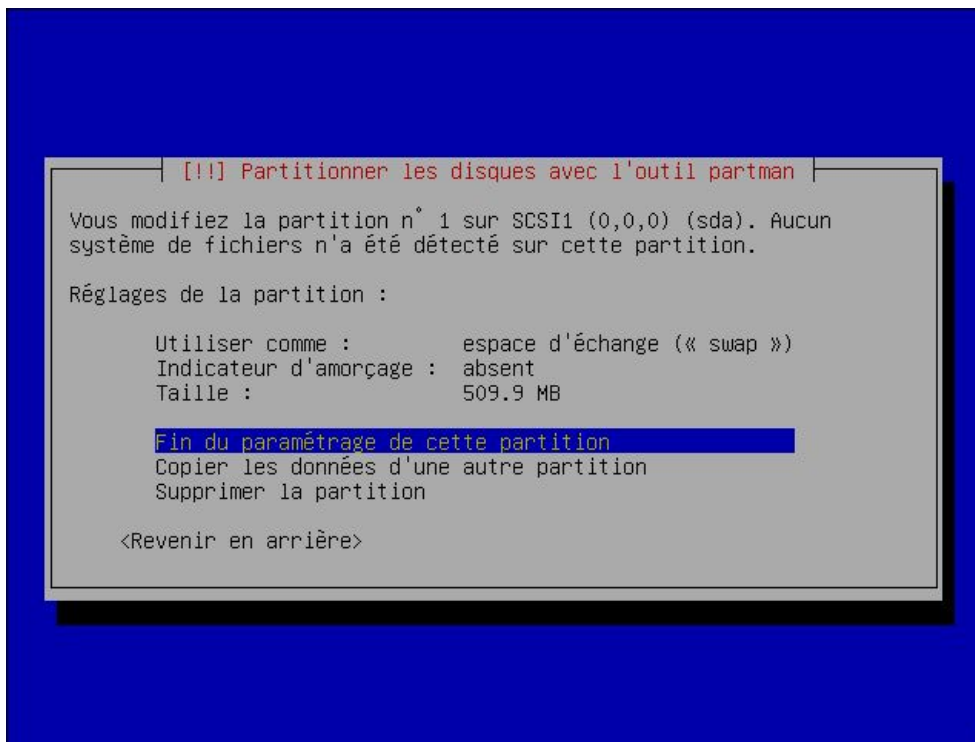 [!!] Partitionner les disques avec l'outil partman
Vous modifiez la partition n° 1 sur SCSI1 (0,0,0) (sda). Aucun
système de fichiers n'a été détecté sur cette partition.
Réglages de la partition :
Utiliser comme : espace d'échange (« swap »)
Indicateur d'amorçage : absent
Taille : 509.9 MB
Fin du paramétrage de cette partition
Copier les données d'une autre partition
Supprimer la partition
<Revenir en arrière>